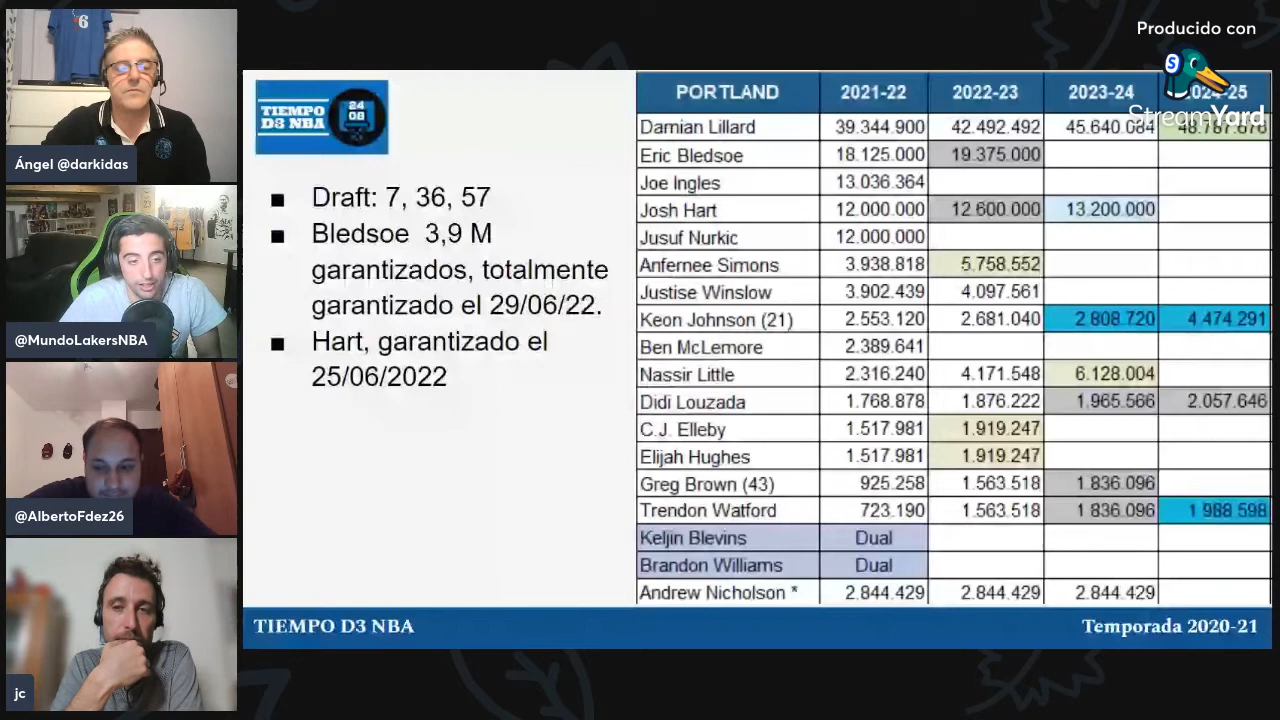 6
Ángel @darkidas
@MundoLakersNBA
@AlbertoFdez26
jc
Producido con
S
StreamYard
TIEMPO
D3 NBA
24
08
■ Draft: 7, 36, 57
■ Bledsoe 3,9 M
garantizados, totalmente
garantizado el 29/06/22.
■ Hart, garantizado el
25/06/2022
PORTLAND 2021-22 2022-23 2023-24 2024-25
Damian Lillard 39.344.900 42.492.492 45.640.084 48.787.676
Eric Bledsoe 18.125.000 19.375.000
Joe Ingles 13.036.364
Josh Hart 12.000.000 12.600.000 13.200.000
Jusuf Nurkic 12.000.000
Anfernee Simons 3.938.818 5.758.552
Justise Winslow 3.902.439 4.097.561
Keon Johnson (21) 2.553.120 2.681.040 2 808.720 4 474.291
Ben McLemore 2.389.641
Nassir Little 2.316.240 4.171.548 6.128.004
Didi Louzada 1.768.878 1.876.222 1.965.566 2.057.646
C.J. Elleby 1.517.981 1.919.247
Elijah Hughes 1.517.981 1.919.247
Greg Brown (43) 925.258 1.563.518 1.836.096
Trendon Watford 723.190 1.563.518 1 836.096 1 988.598
Keljin Blevins Dual
Brandon Williams Dual
Andrew Nicholson * 2.844.429 2.844.429 2.844.429
TIEMPO D3 NBA
Temporada 2020-21